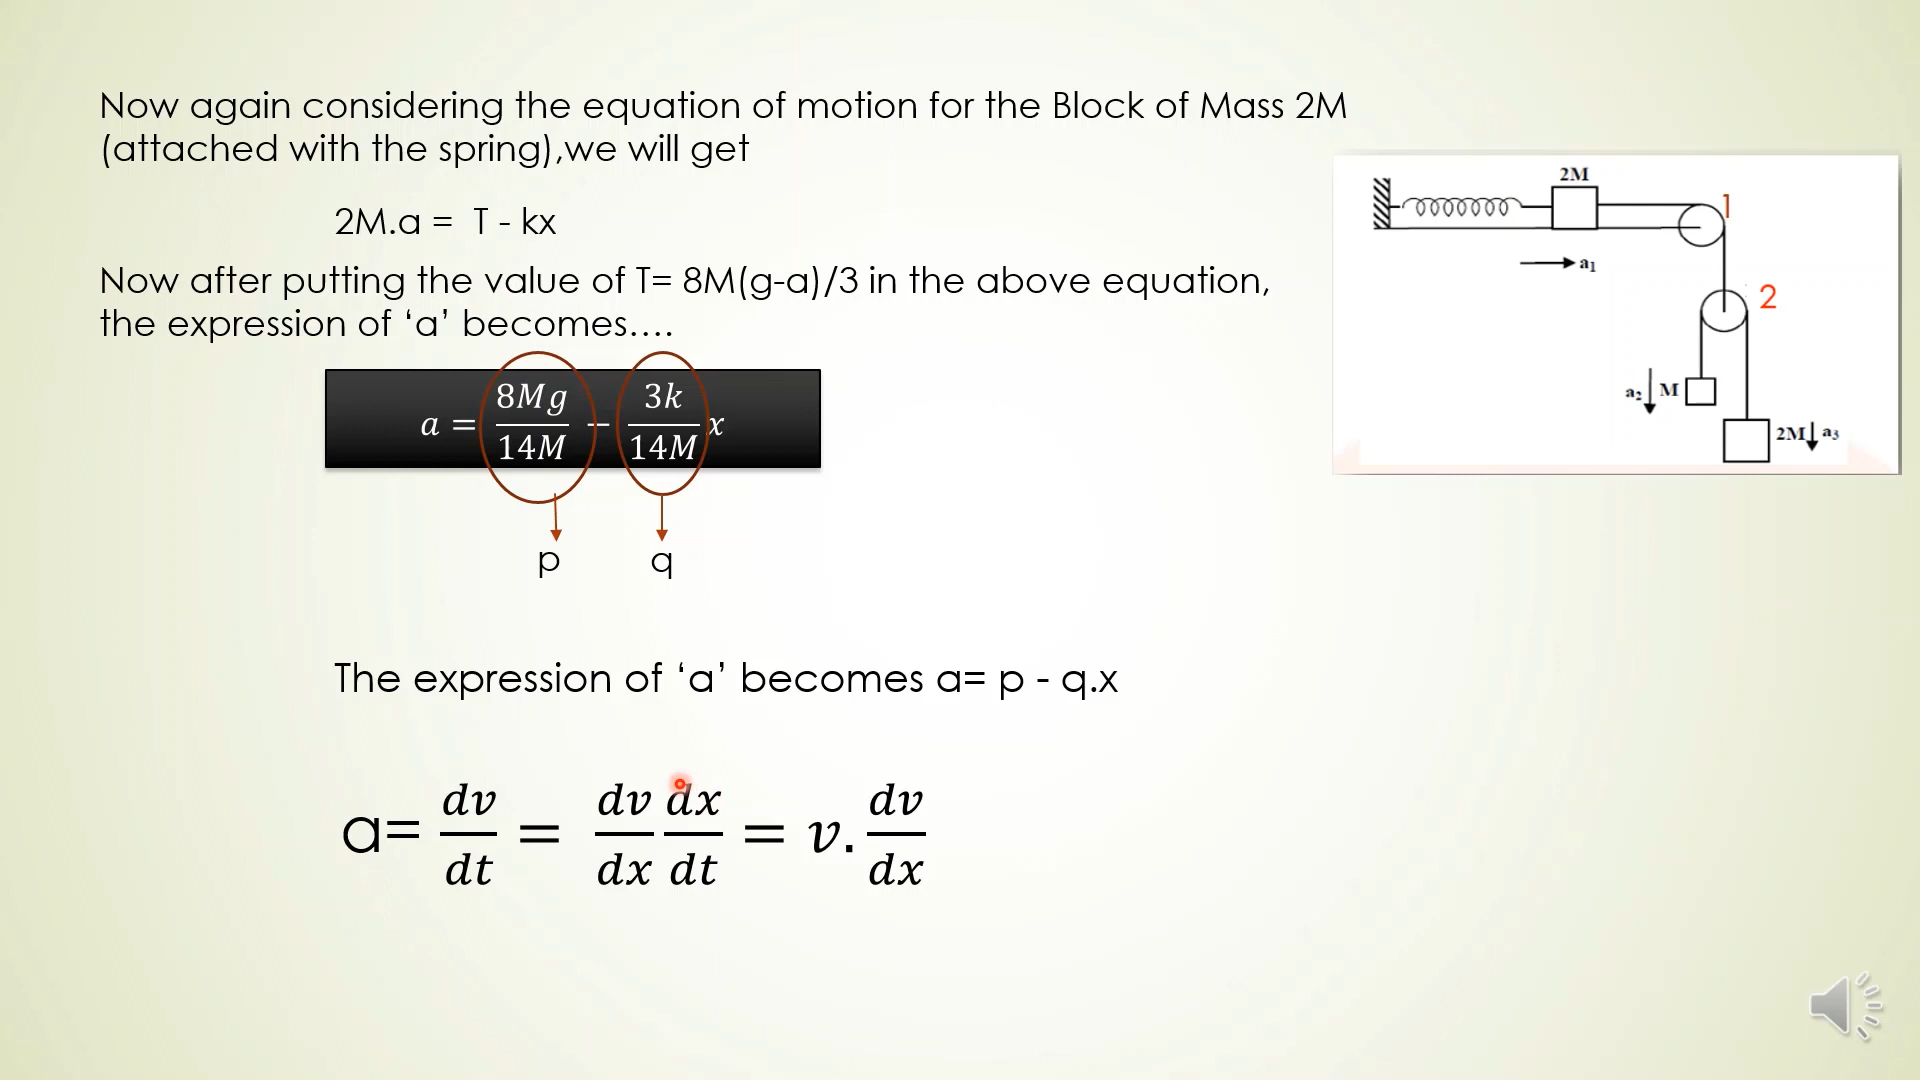 Now again considering the equation of motion for the Block of Mass 2M
(attached with the spring),we will get
2M.a = T - kx
Now after putting the value of T= 8M(g-a)/3 in the above equation,
the expression of ‘a’ becomes….
a = 8Mg/14M − 3k/14M x
p q
The expression of ‘a’ becomes a= p - q.x
a= dv/dt = dv/dx dx/dt = v. dv/dx
2M
1
a₁
2
a₂ M
2M a₃